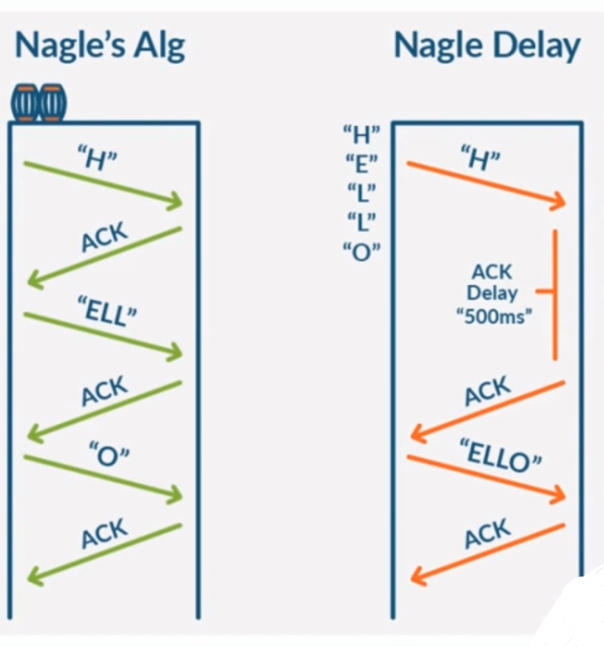 Nagle's Alg
“H”
ACK
“ELL”
ACK
“O”
ACK
Nagle Delay
“H”
“E”
“L”
“L”
“O”
“H”
ACK
Delay
“500ms”
ACK
“ELLO”
ACK